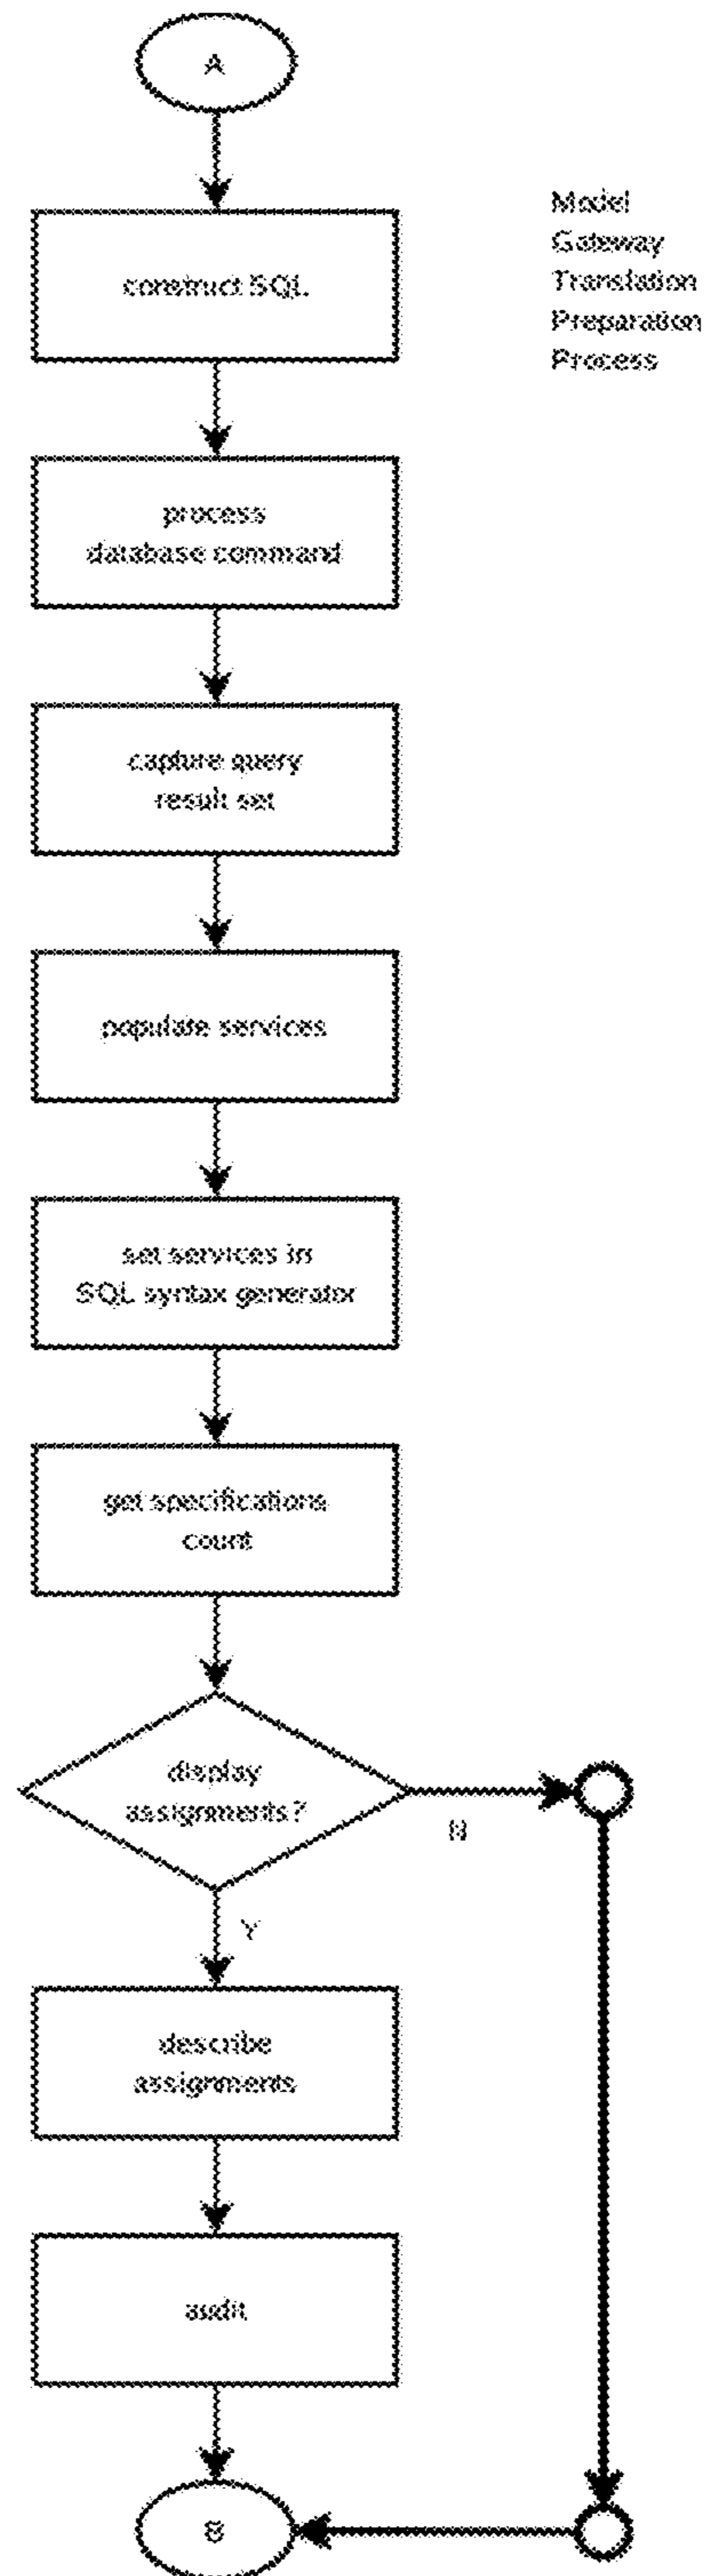 A
Model
Gateway
Translation
Preparation
Process
construct SQL
process
database command
capture query
result set
populate services
set services in
SQL syntax generator
get specifications
count
display
assignments?
N
Y
describe
assignments
audit
B